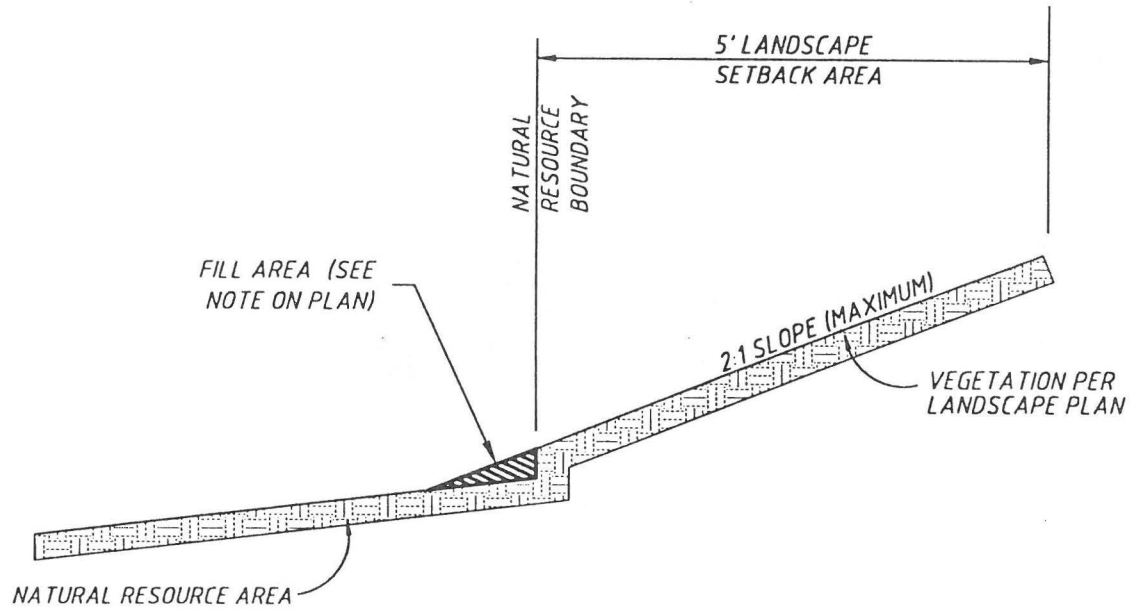 5' LANDSCAPE
SETBACK AREA
NATURAL
RESOURCE
BOUNDARY
FILL AREA (SEE
NOTE ON PLAN)
2:1 SLOPE (MAXIMUM)
VEGETATION PER
LANDSCAPE PLAN
NATURAL RESOURCE AREA